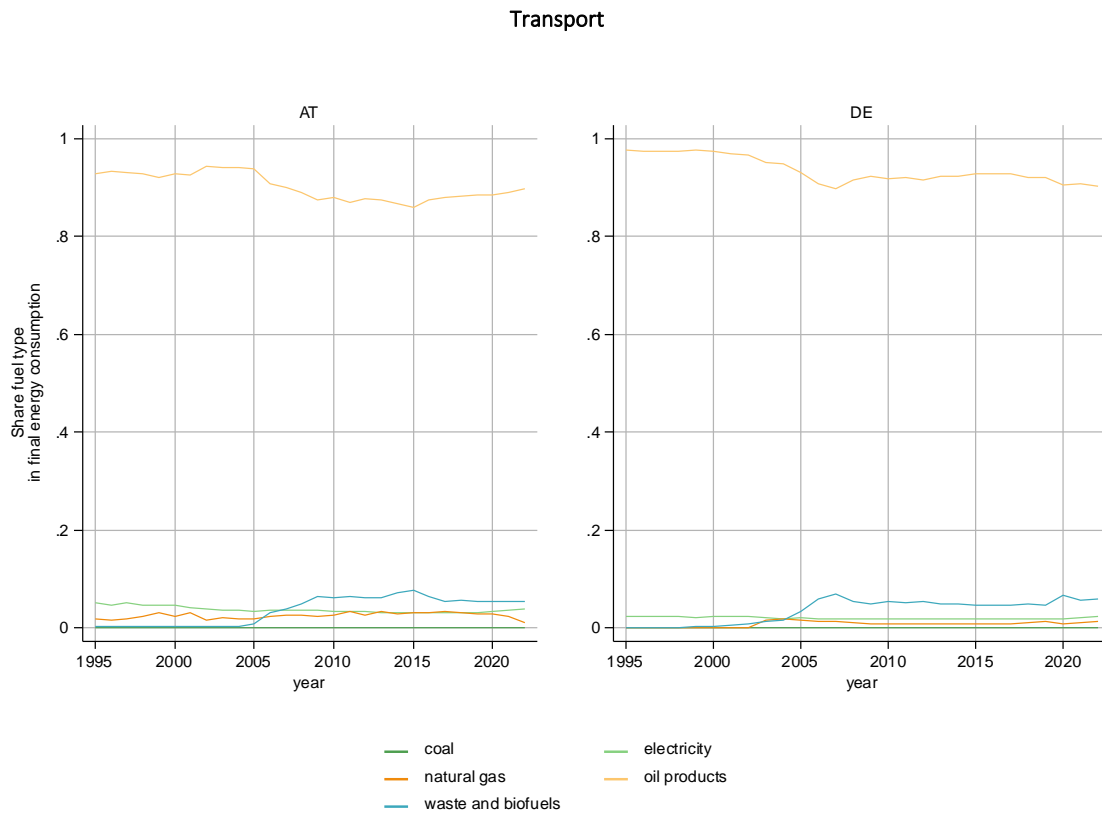 Transport
AT
DE
Share fuel type
in final energy consumption
1
.8
.6
.4
.2
0
1995
2000
2005
2010
2015
2020
year
1
.8
.6
.4
.2
0
1995
2000
2005
2010
2015
2020
year
coal
electricity
natural gas
oil products
waste and biofuels